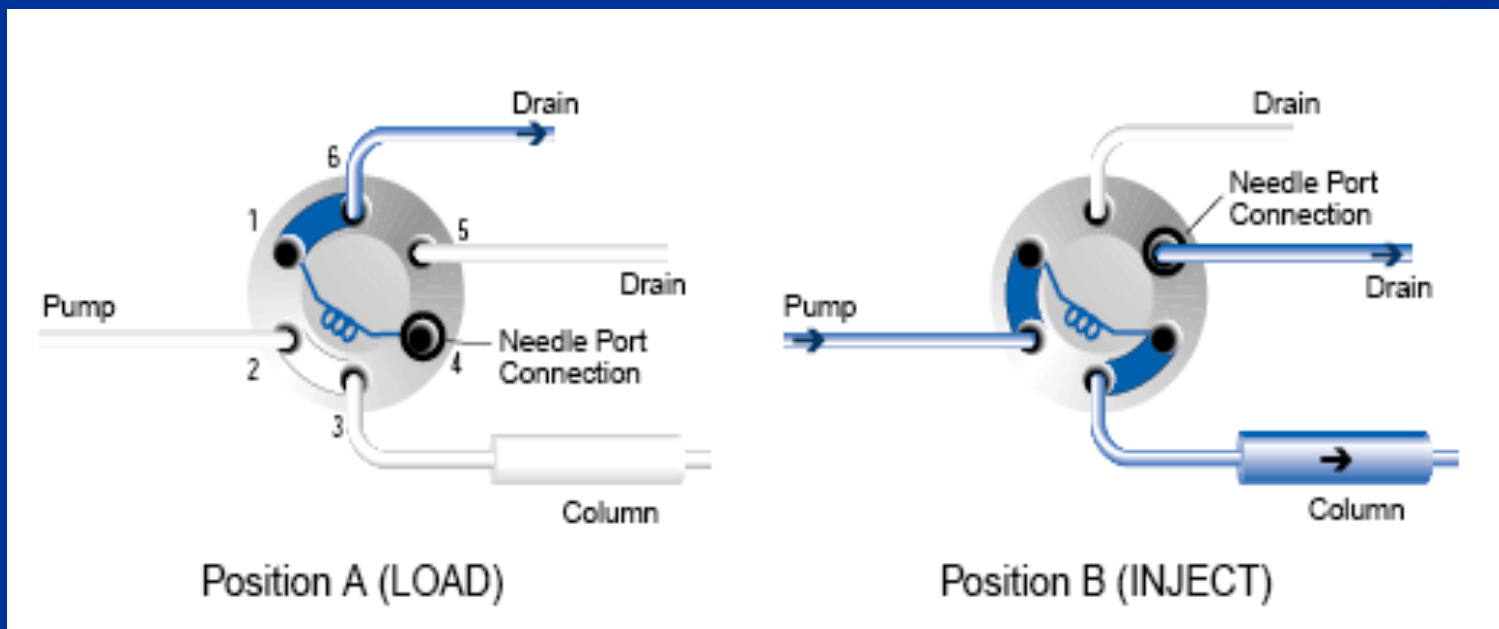 Drain
6
1
5
Drain
Pump
Needle Port
Connection
2
4
3
Column
Position A (LOAD)
Drain
Needle Port
Connection
Drain
Pump
Column
Position B (INJECT)